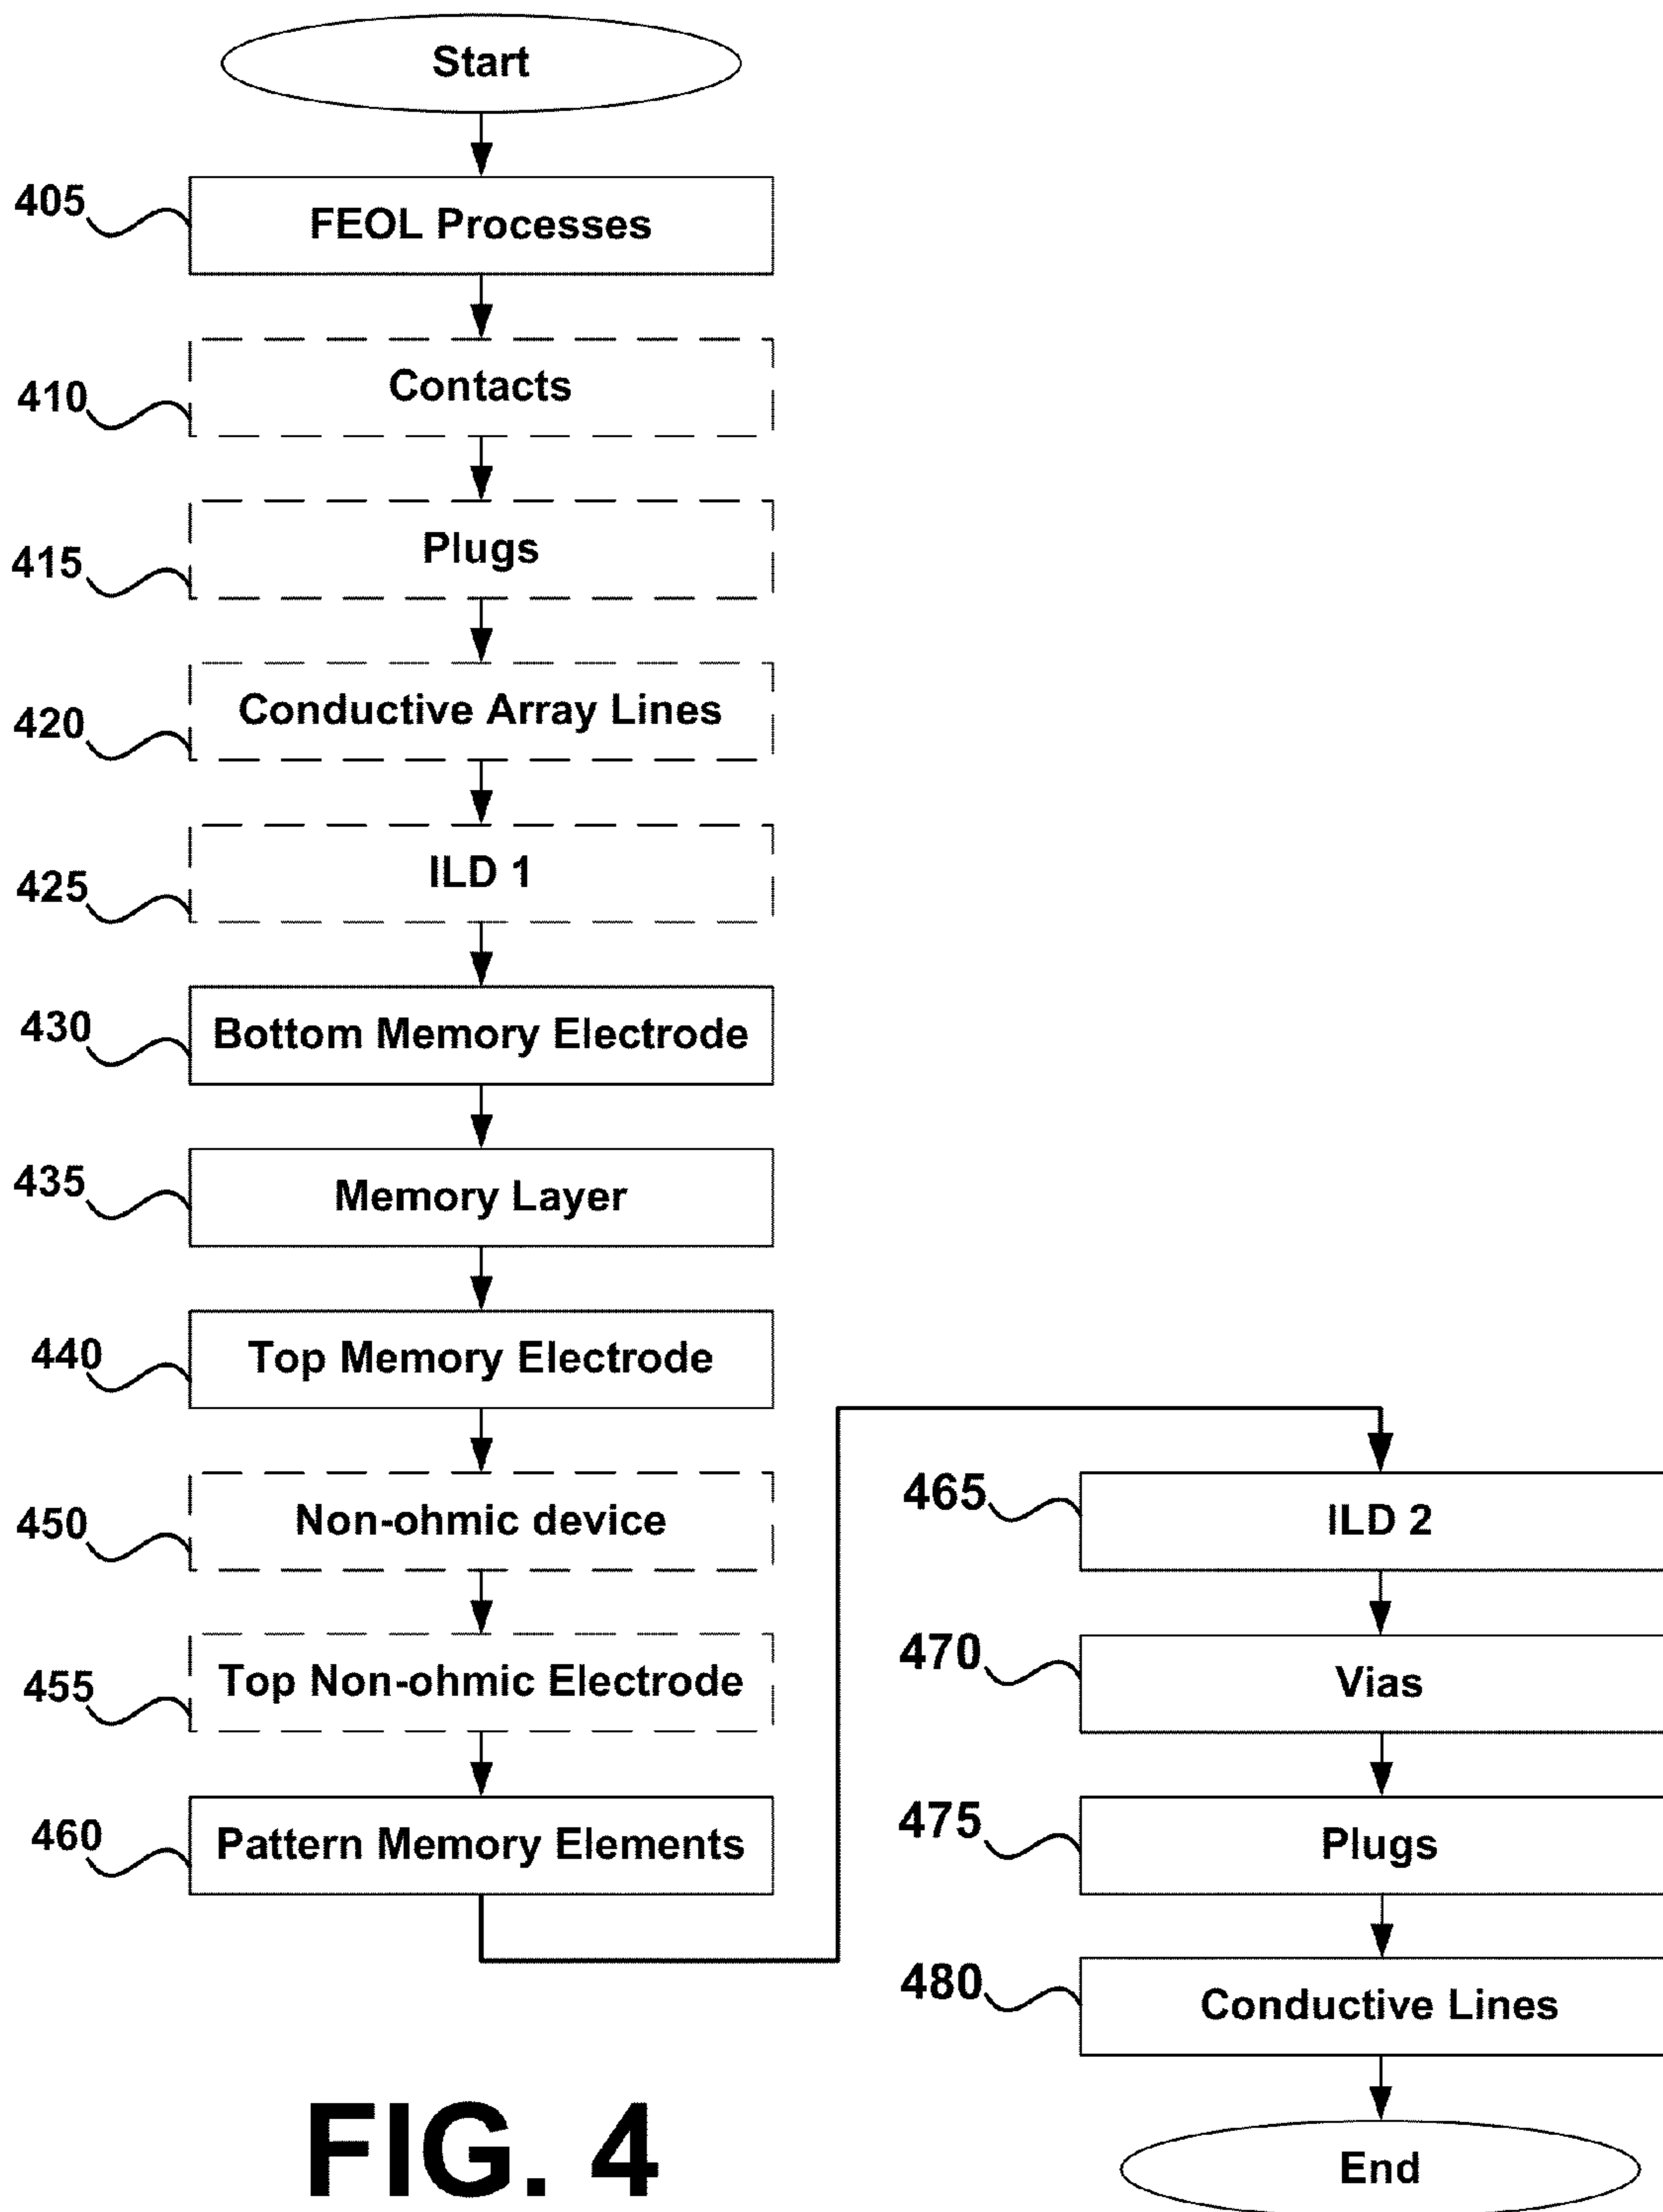 Start
405
FEOL Processes
410
Contacts
415
Plugs
420
Conductive Array Lines
425
ILD 1
430
Bottom Memory Electrode
435
Memory Layer
440
Top Memory Electrode
450
Non-ohmic device
455
Top Non-ohmic Electrode
460
Pattern Memory Elements
465
ILD 2
470
Vias
475
Plugs
480
Conductive Lines
End
FIG. 4